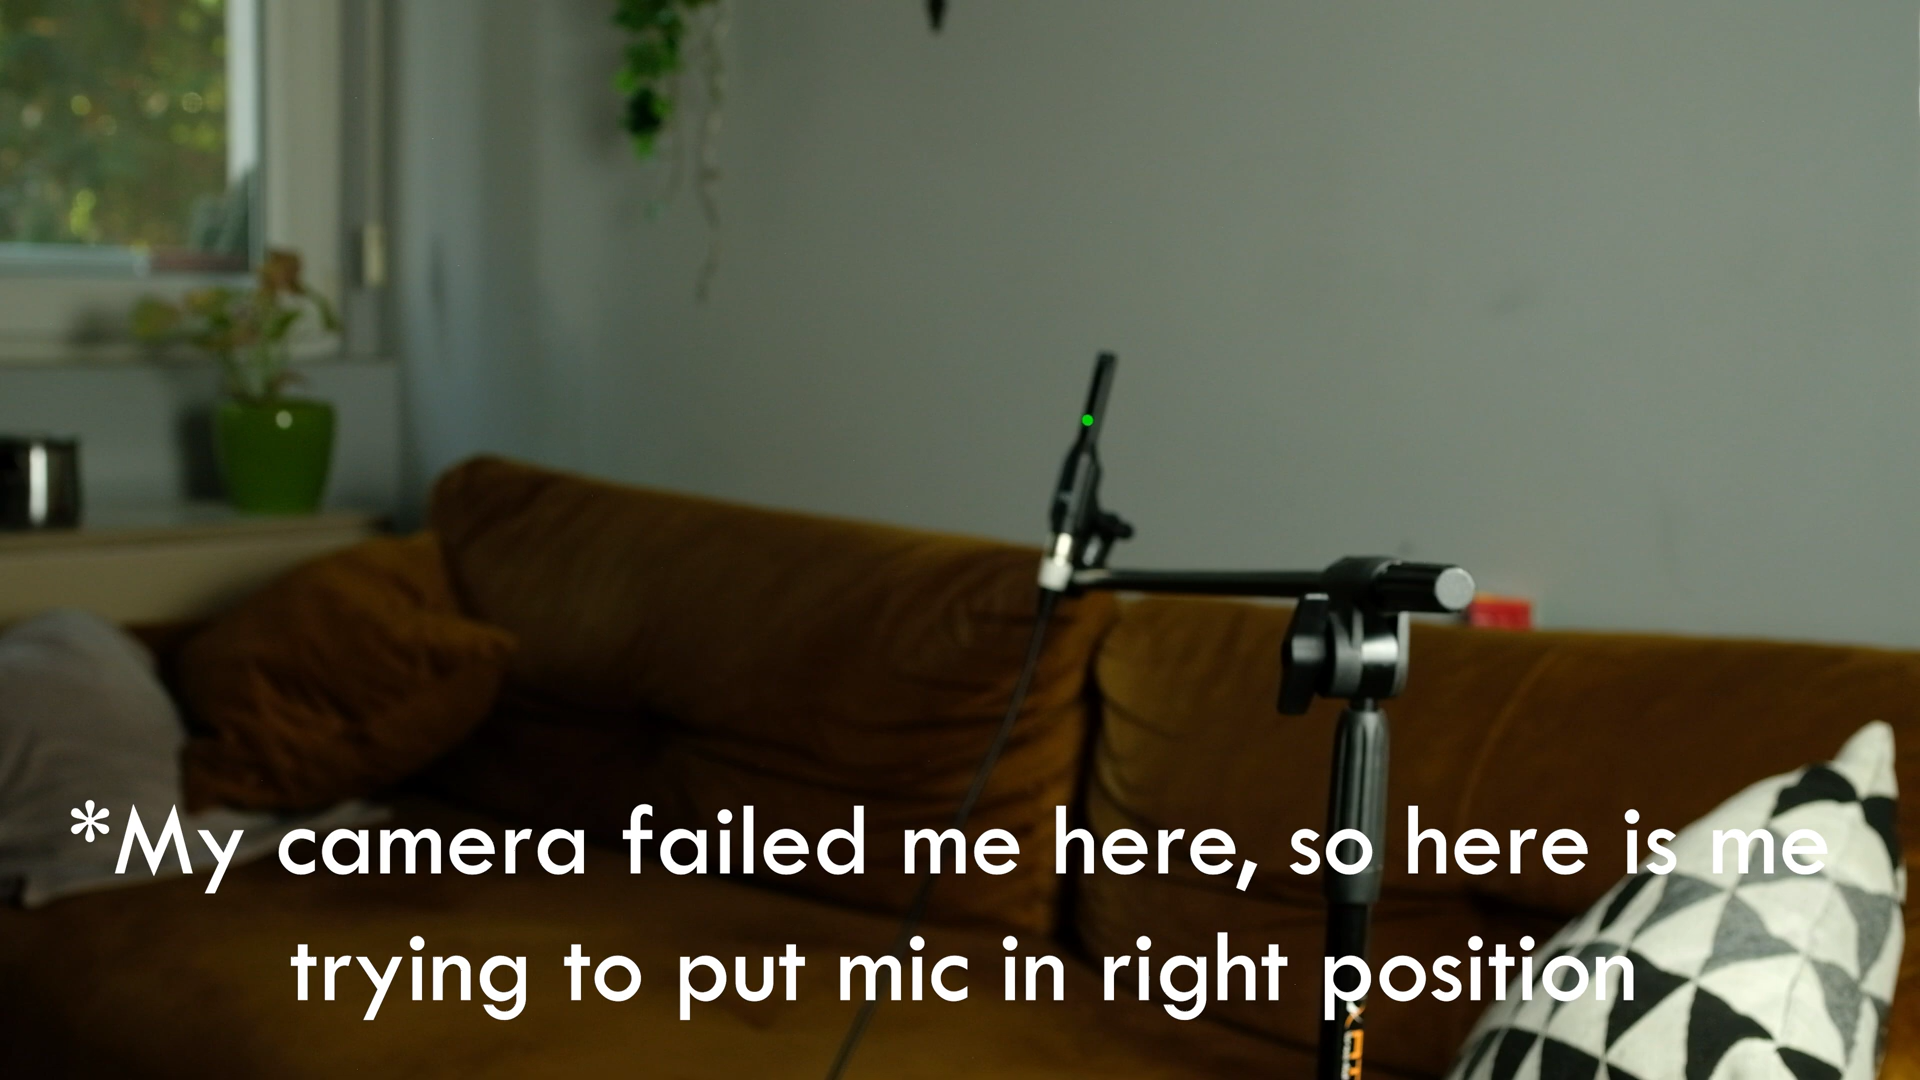 *My camera failed me here, so here is me
trying to put mic in right position